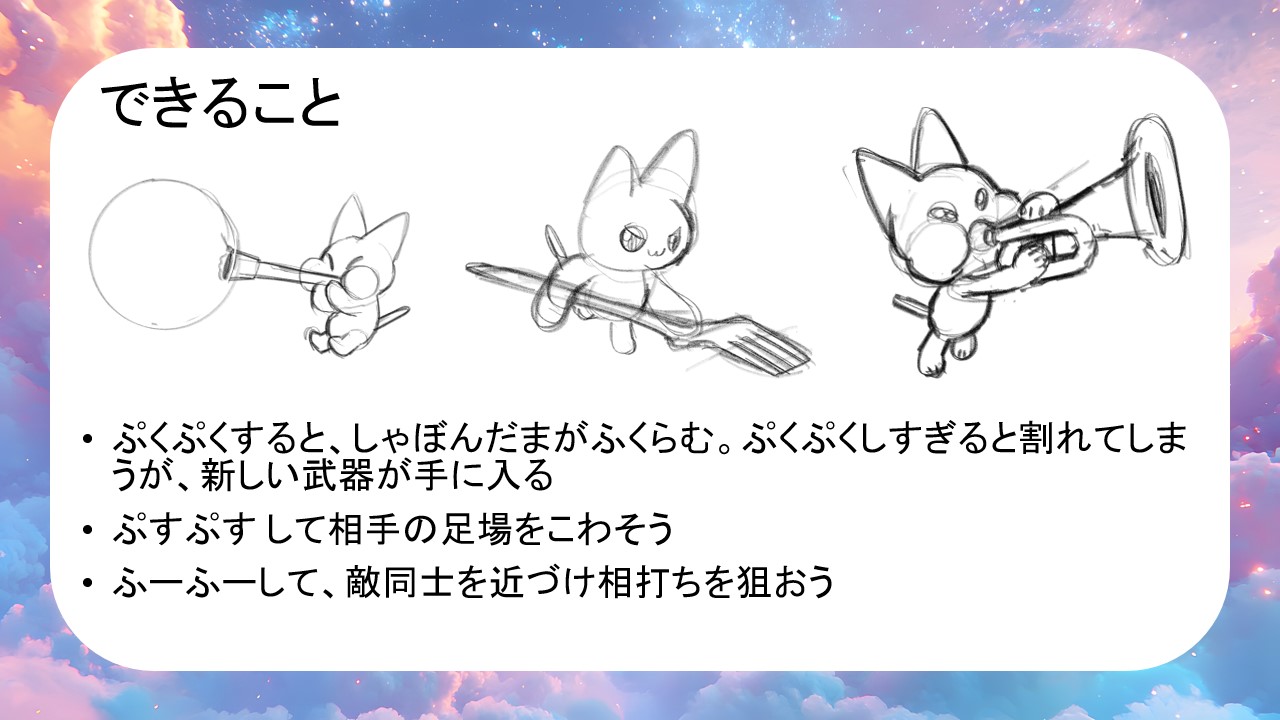 できること
• ぷくぷくすると、しゃぼんだまがふくらむ。ぷくぷくしすぎると割れてしま
うが、新しい武器が手に入る
• ぷすぷすして相手の足場をこわそう
• ふーふーして、敵同士を近づけ相打ちを狙おう